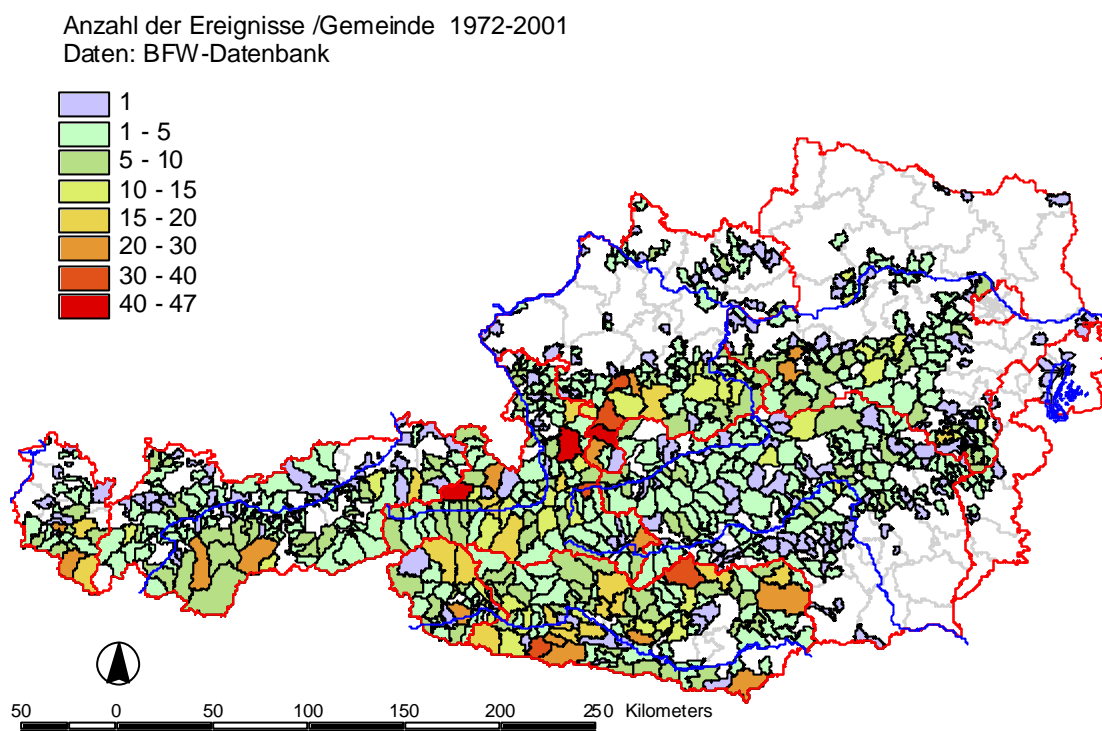 Anzahl der Ereignisse /Gemeinde 1972-2001
Daten: BFW-Datenbank
1
1 - 5
5 - 10
10 - 15
15 - 20
20 - 30
30 - 40
40 - 47
50 0 50 100 150 200 250 Kilometers